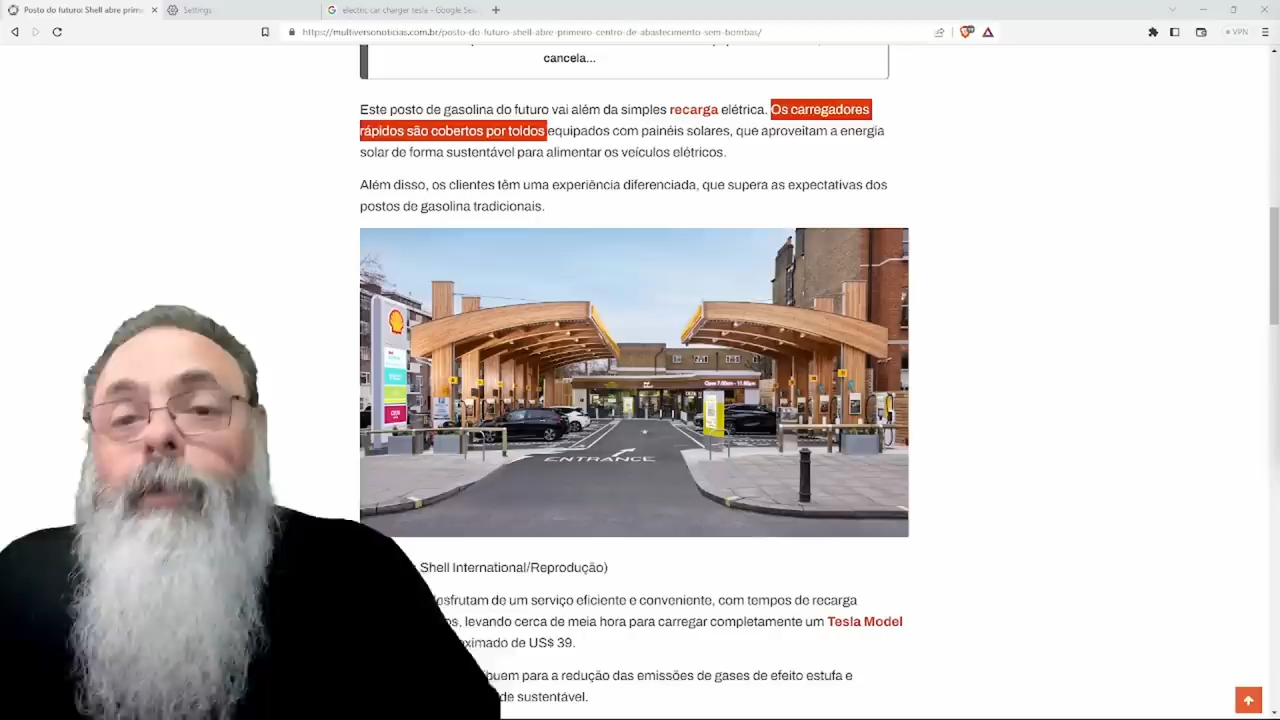 Posto do futuro: Shell abre prim
Settings
electric car charger tesla - Google Sea
https://multiversonoticias.com.br/posto-do-futuro-shell-abre-primeiro-centro-de-abastecimento-sem-bombas/
VPN
cancela...
Este posto de gasolina do futuro vai além da simples recarga elétrica. Os carregadores
rápidos são cobertos por toldos equipados com painéis solares, que aproveitam a energia
solar de forma sustentável para alimentar os veículos elétricos.
Além disso, os clientes têm uma experiência diferenciada, que supera as expectativas dos
postos de gasolina tradicionais.
Open 7.00am - 11.00pm
ENTRANCE
Shell International/Reprodução)
sfrutam de um serviço eficiente e conveniente, com tempos de recarga
os, levando cerca de meia hora para carregar completamente um Tesla Model
oximado de US$ 39.
ibuem para a redução das emissões de gases de efeito estufa e
de sustentável.